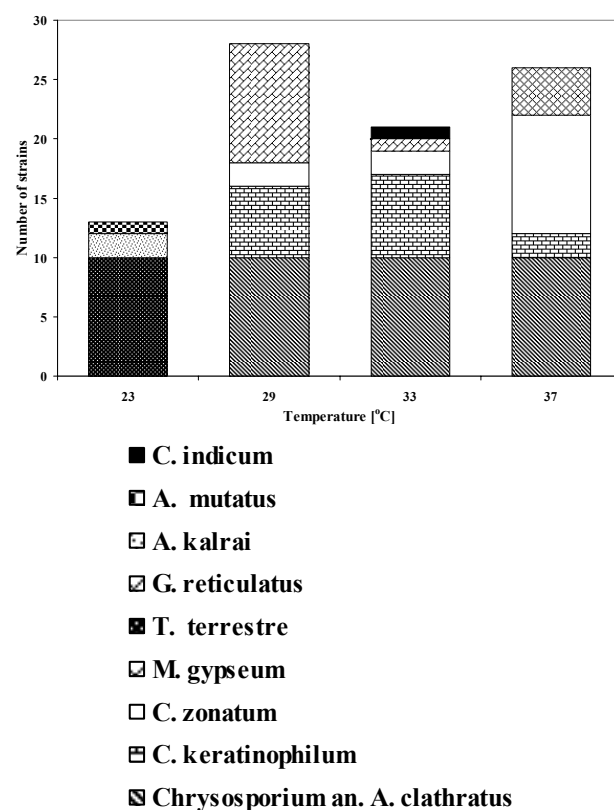 30
25
20
15
10
5
0
Number of strains
23 29 33 37
Temperature [°C]
C. indicum
A. mutatus
A. kalrai
G. reticulatus
T. terrestre
M. gypseum
C. zonatum
C. keratinophilum
Chrysosporium an. A. clathratus